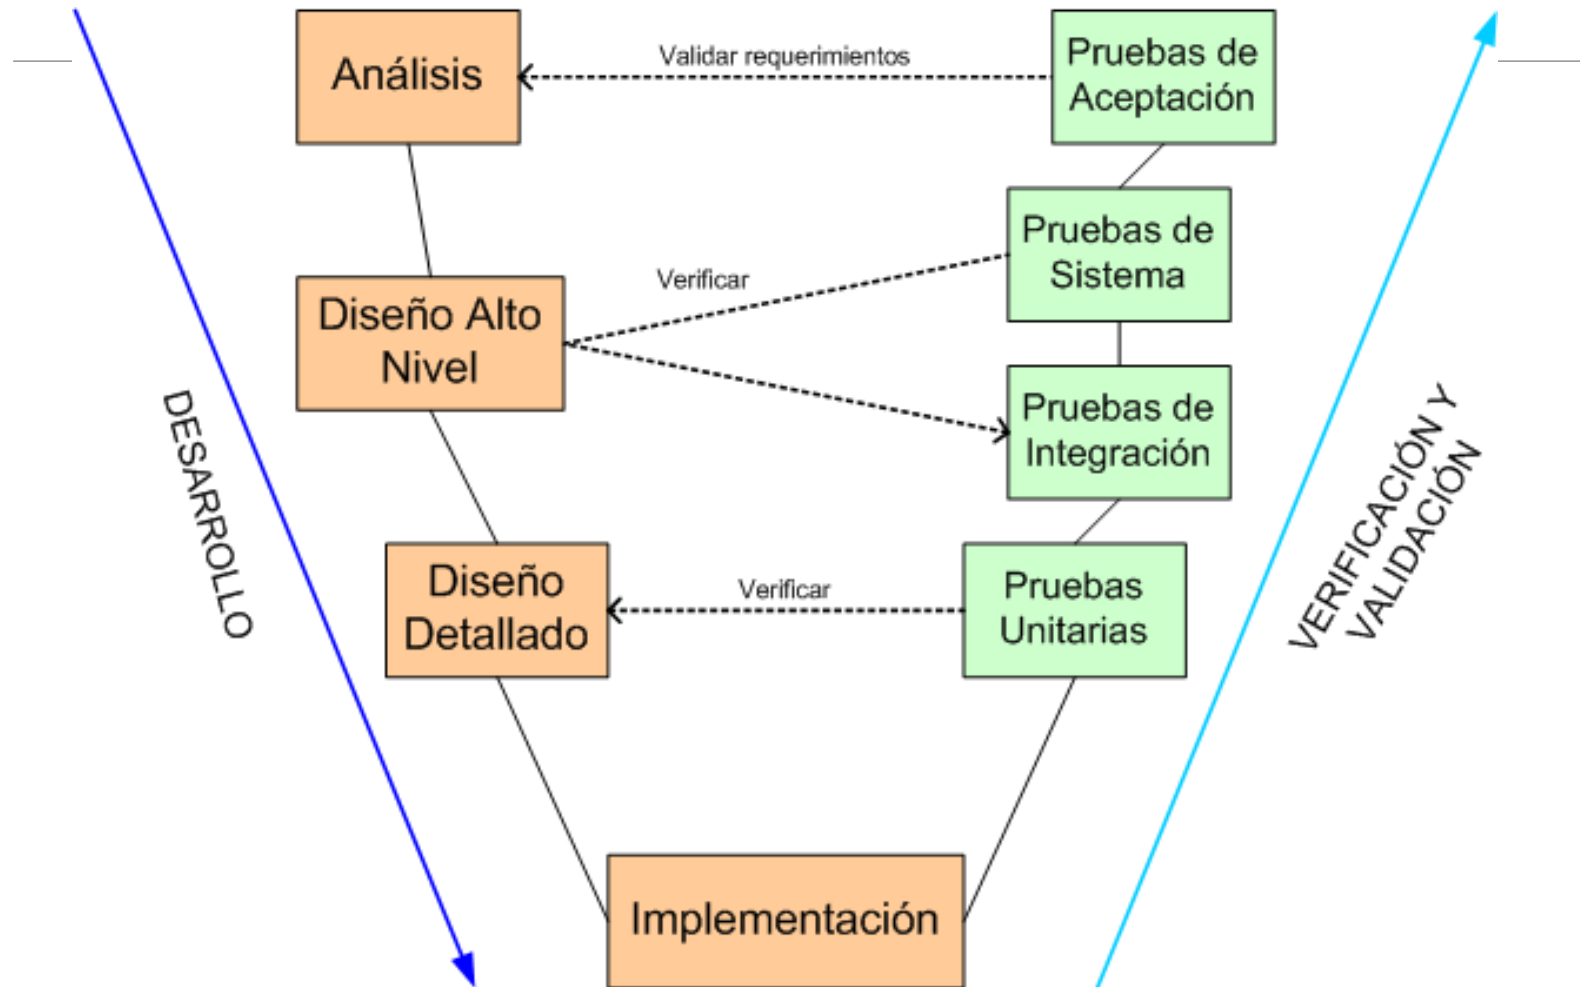 Análisis
Validar requerimientos
Pruebas de
Aceptación
Pruebas de
Sistema
Verificar
Diseño Alto
Nivel
Pruebas de
Integración
DESARROLLO
VERIFICACIÓN Y
VALIDACIÓN
Diseño
Detallado
Verificar
Pruebas
Unitarias
Implementación